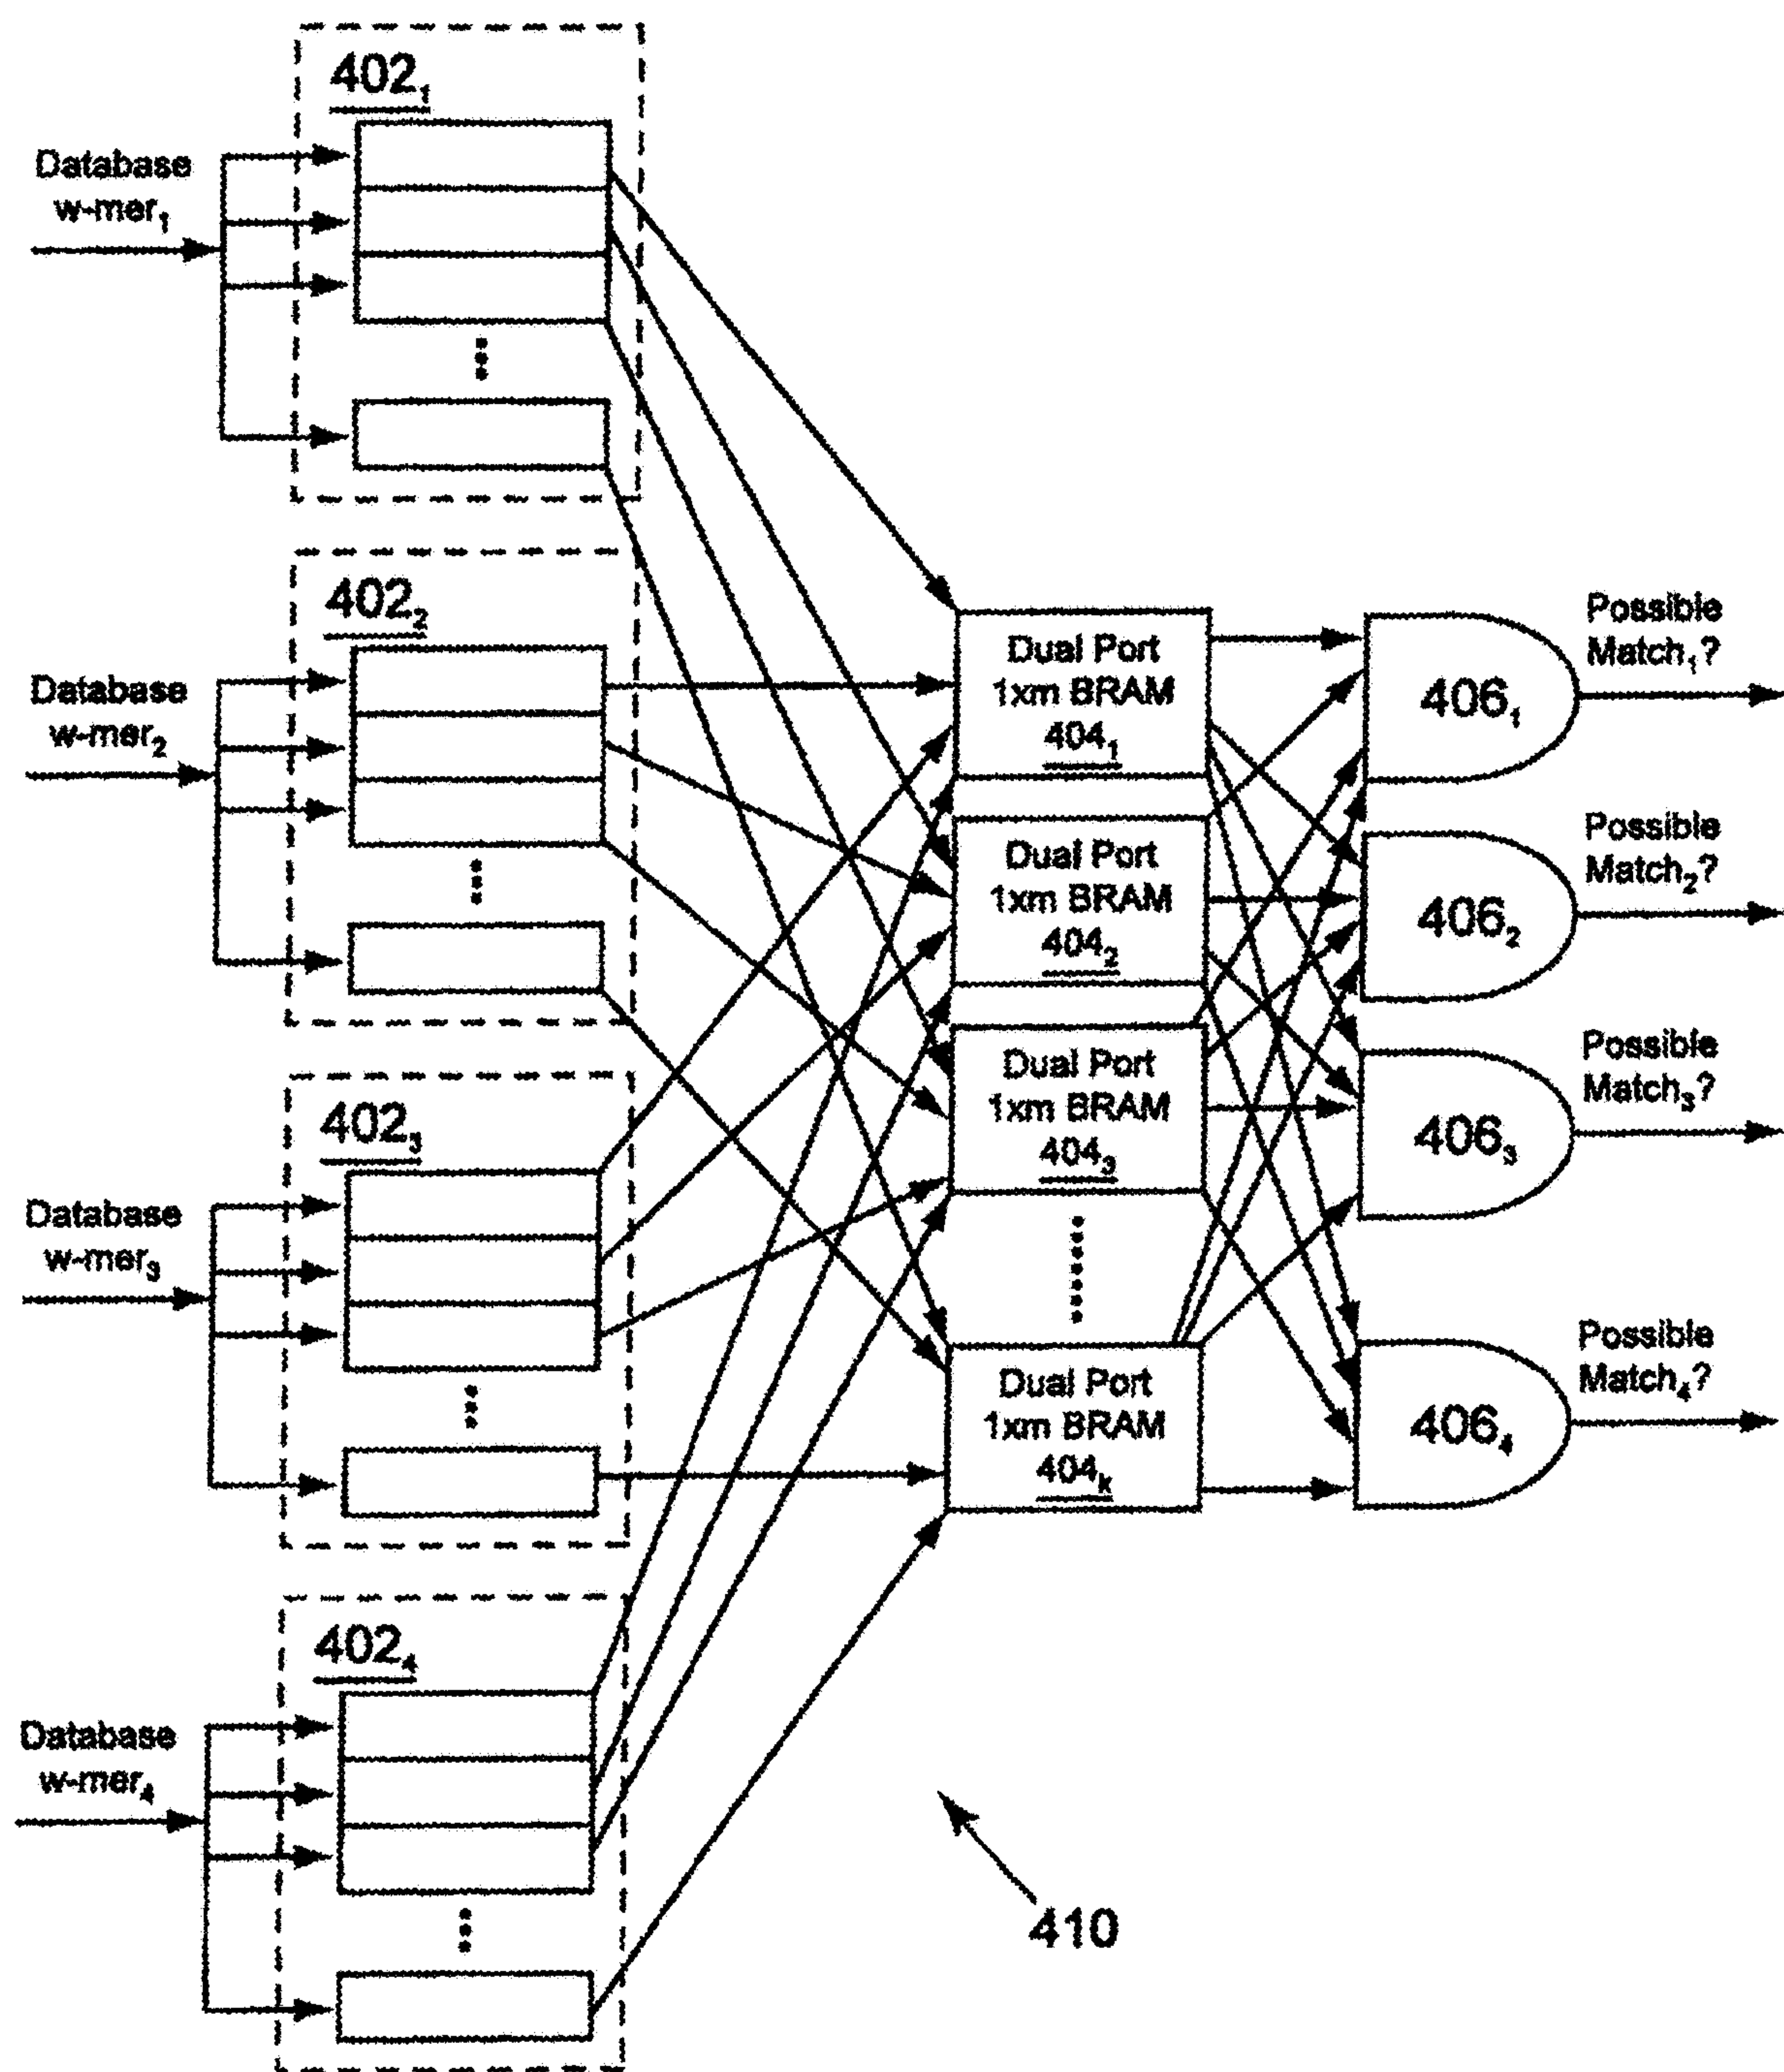 402₁
Database
w-mer₁
402₂
Database
w-mer₂
402₃
Database
w-mer₃
402₄
Database
w-mer₄
Dual Port
1xm BRAM
404₁
Dual Port
1xm BRAM
404₂
Dual Port
1xm BRAM
404₃
Dual Port
1xm BRAM
404ₖ
406₁
Possible
Match₁?
406₂
Possible
Match₂?
406₃
Possible
Match₃?
406₄
Possible
Match₄?
410